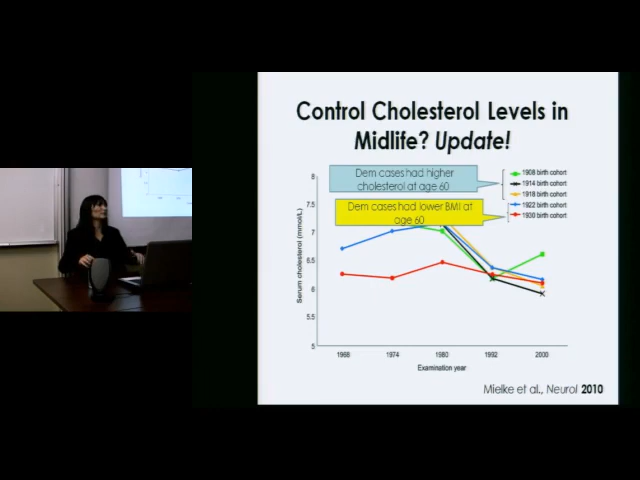 Control Cholesterol Levels in
Midlife? Update!
Dem cases had higher
cholesterol at age 60
Dem cases had lower BMI at
age 60
1908 birth cohort
1914 birth cohort
1918 birth cohort
1922 birth cohort
1930 birth cohort
Serum cholesterol (mmol/L)
8
7.5
7
6.5
6
5.5
5
1968
1974
1980
1992
2000
Examination year
Mielke et al., Neurol 2010